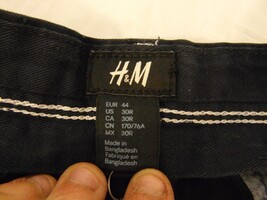 H&M
EUR 44
US 30R
CA 30R
CN 170/76A
MX 30R
Made in
Bangladesh
Fabriqué en
Bangladesh